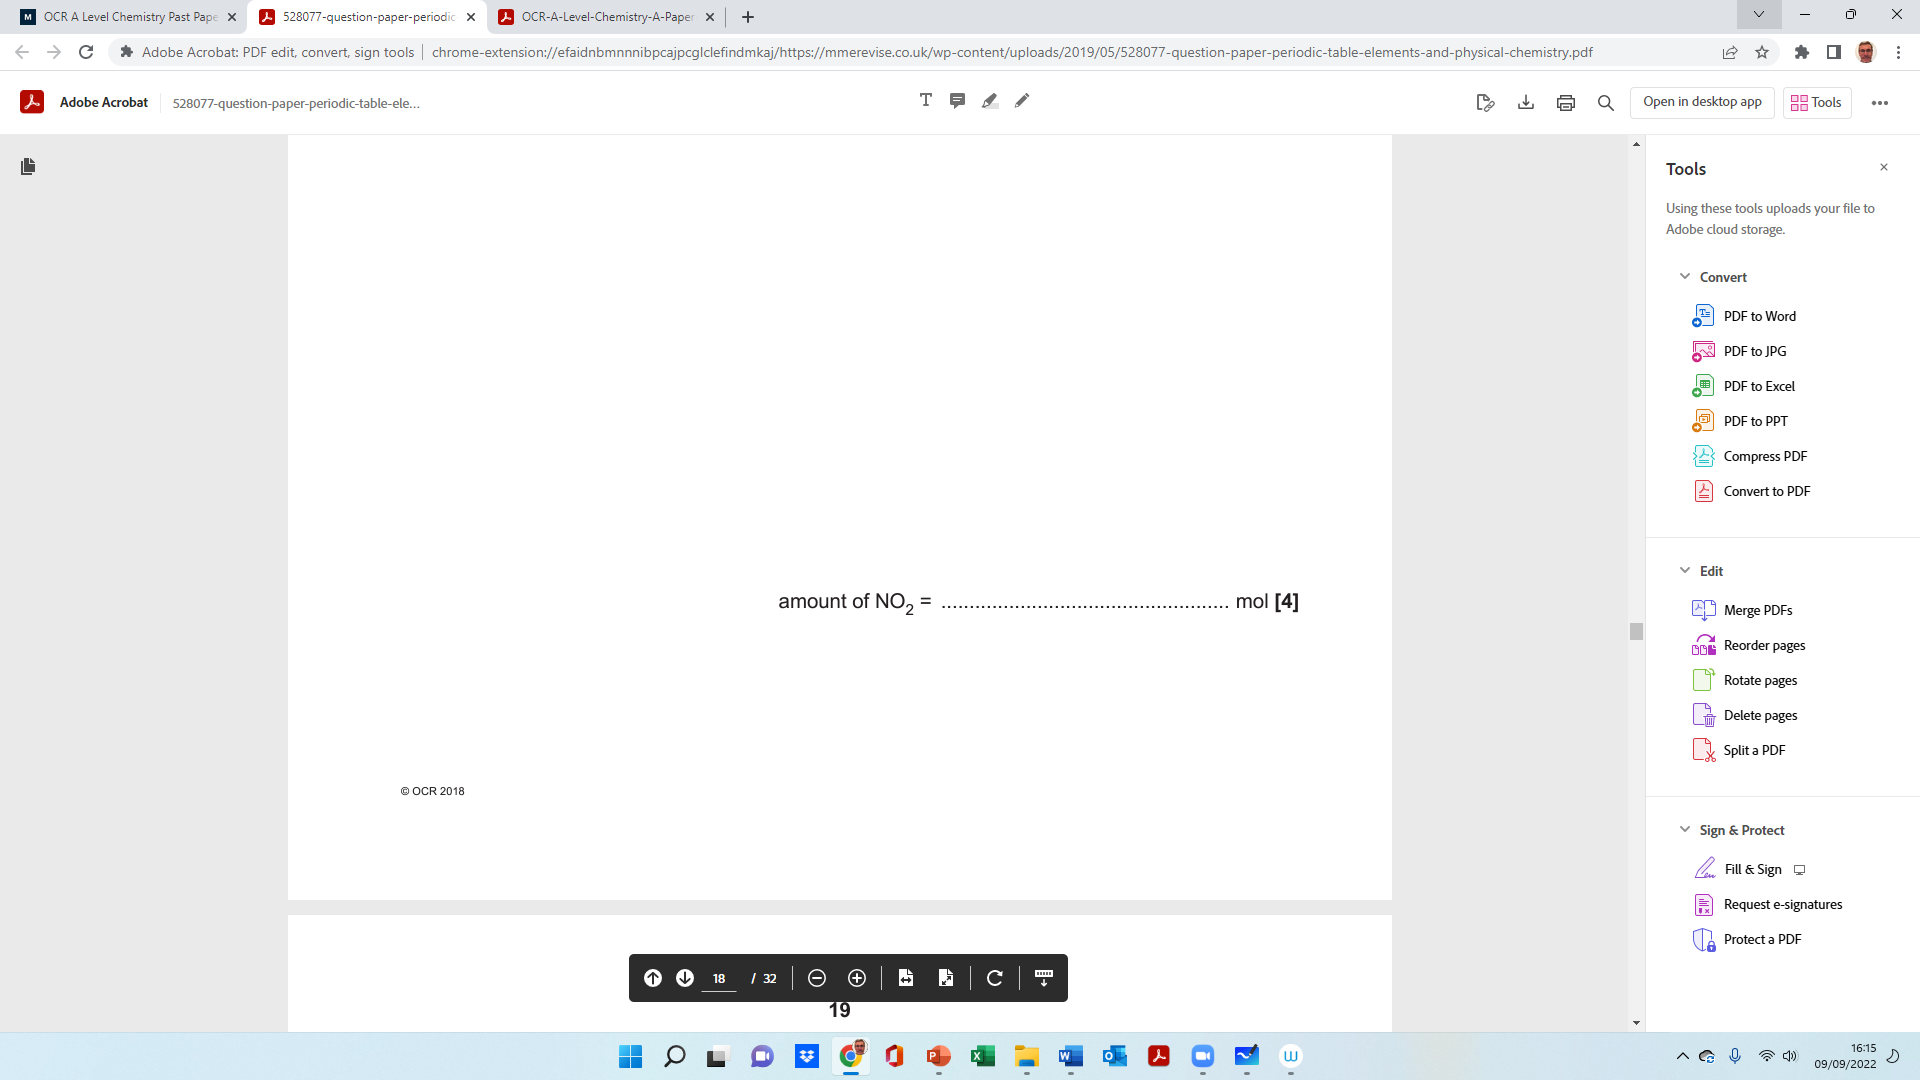 OCR A Level Chemistry Past Pape
528077-question-paper-periodic
OCR-A-Level-Chemistry-A-Paper
Adobe Acrobat: PDF edit, convert, sign tools
chrome-extension://efaidnbmnnnibpcajpcglclefindmkaj/https://mmerevise.co.uk/wp-content/uploads/2019/05/528077-question-paper-periodic-table-elements-and-physical-chemistry.pdf
Adobe Acrobat
528077-question-paper-periodic-table-ele...
Open in desktop app
Tools
amount of NO2 = ................................................... mol [4]
© OCR 2018
18 / 32
19
Tools
Using these tools uploads your file to
Adobe cloud storage.
Convert
PDF to Word
PDF to JPG
PDF to Excel
PDF to PPT
Compress PDF
Convert to PDF
Edit
Merge PDFs
Reorder pages
Rotate pages
Delete pages
Split a PDF
Sign & Protect
Fill & Sign
Request e-signatures
Protect a PDF
16:15
09/09/2022